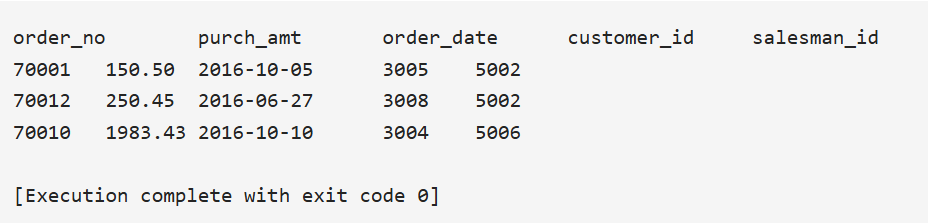 order_no purch_amt order_date customer_id salesman_id
70001 150.50 2016-10-05 3005 5002
70012 250.45 2016-06-27 3008 5002
70010 1983.43 2016-10-10 3004 5006
[Execution complete with exit code 0]